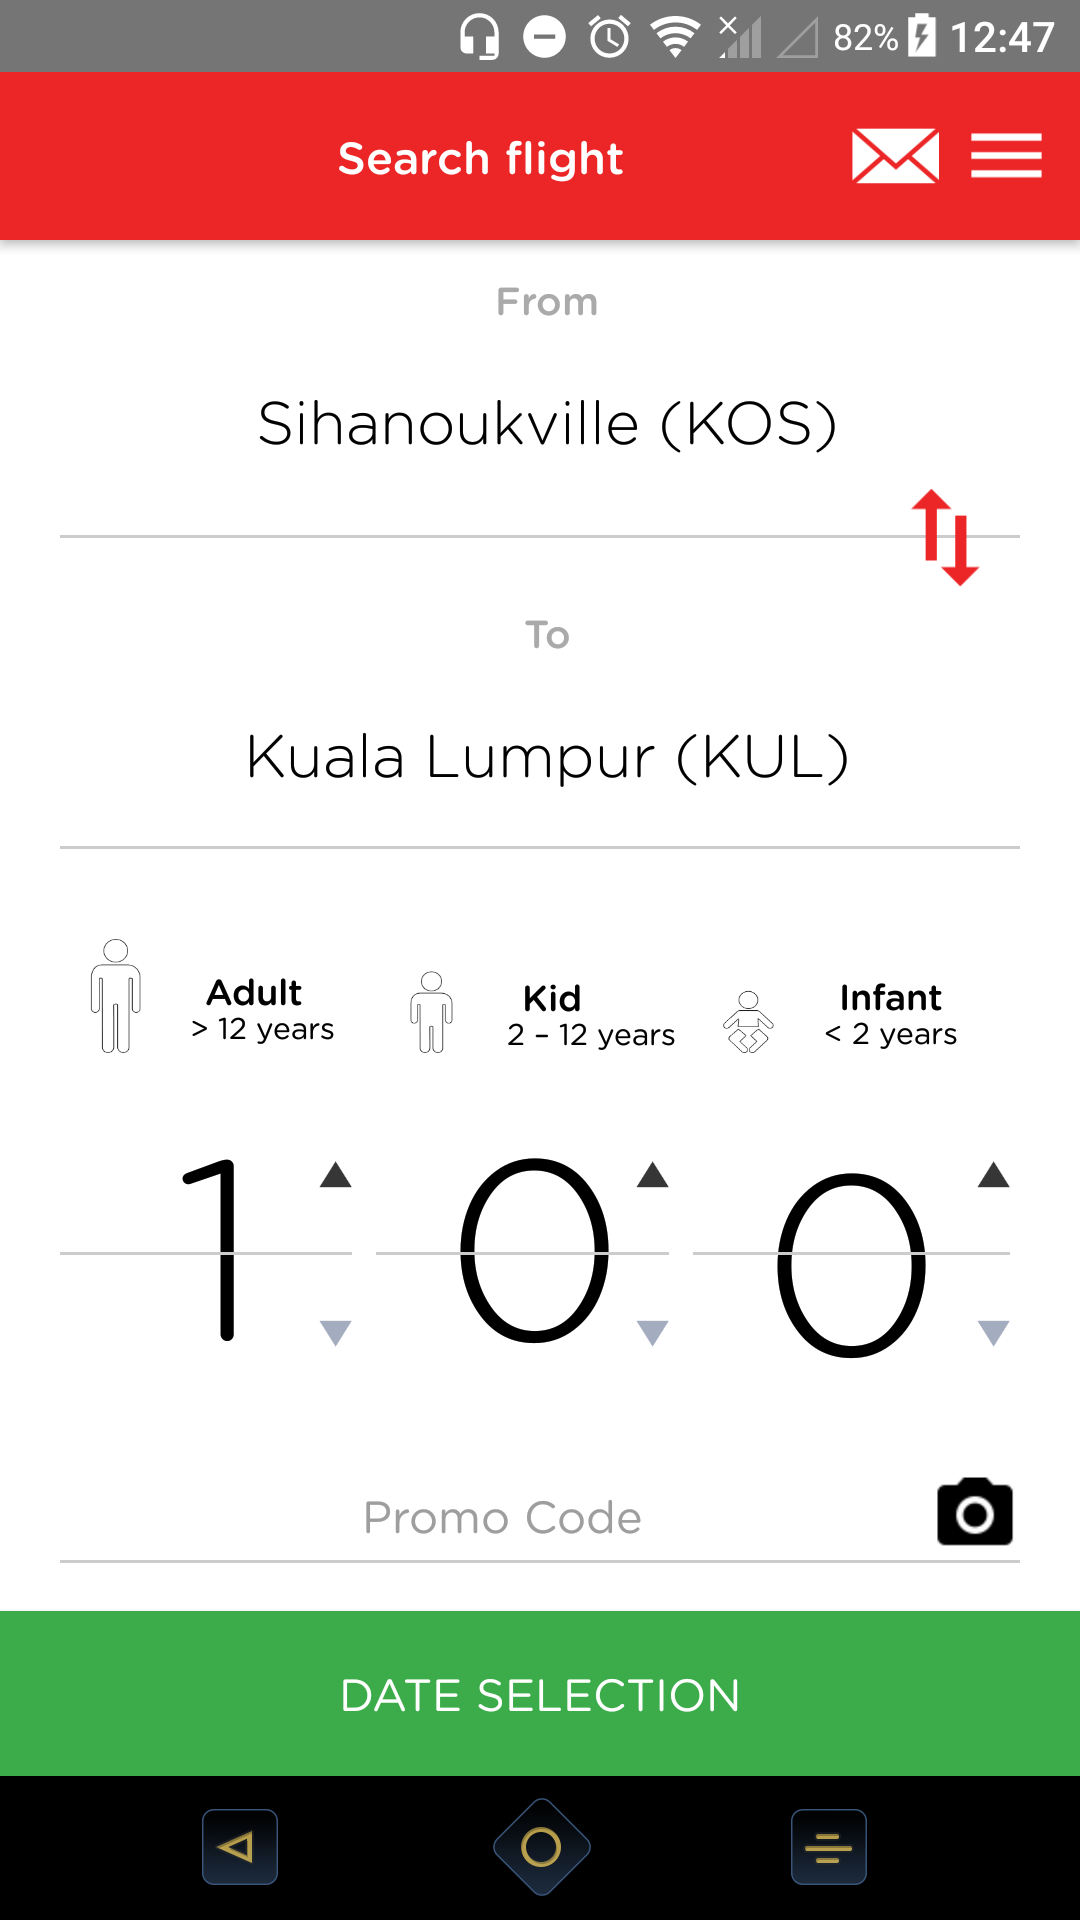 82% 12:47
Search flight
From
Sihanoukville (KOS)
To
Kuala Lumpur (KUL)
Adult
> 12 years
Kid
2 – 12 years
Infant
< 2 years
1 0 0
Promo Code
DATE SELECTION